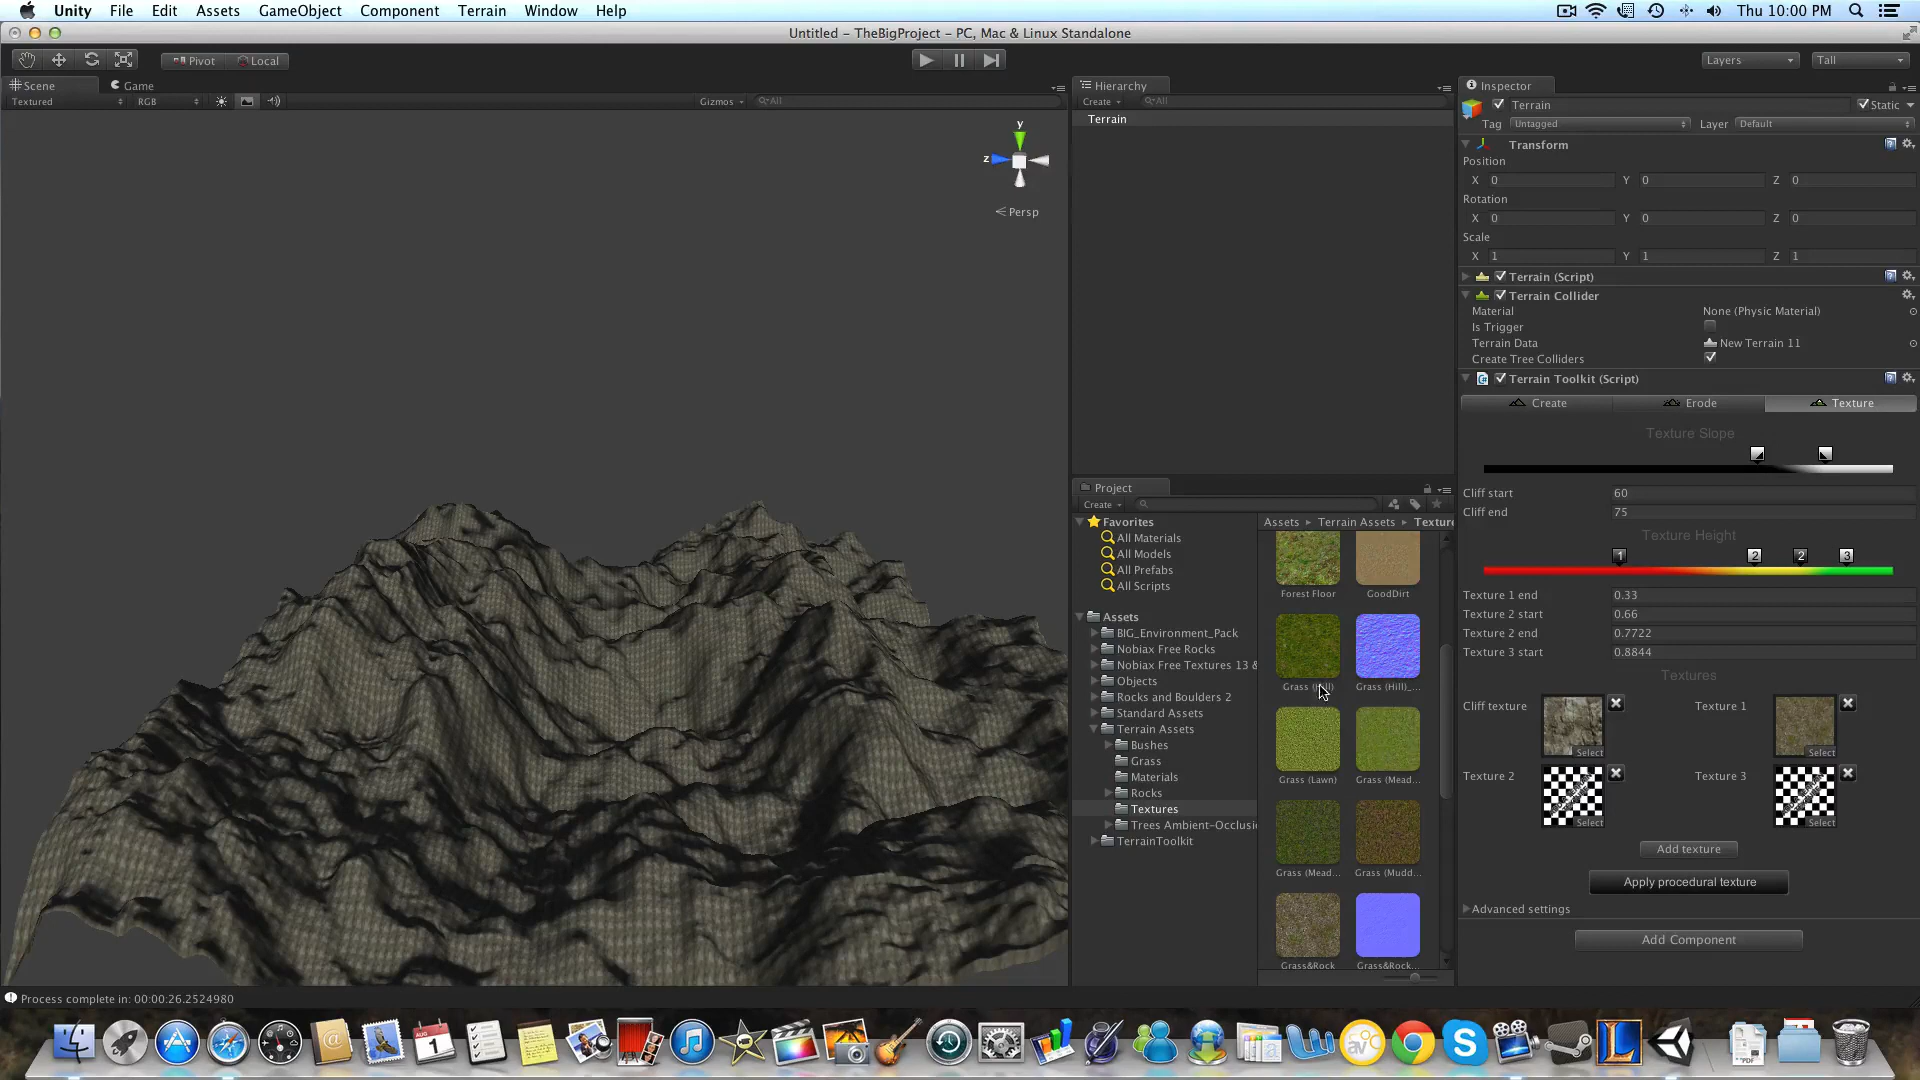 Unity File Edit Assets GameObject Component Terrain Window Help Thu 10:00 PM
Untitled - TheBigProject - PC, Mac & Linux Standalone
Pivot Local Layers Tall
Scene Game
Textured RGB Gizmos All
y
z
Persp
Hierarchy
Create All
Terrain
Project
Create
Favorites
All Materials
All Models
All Prefabs
All Scripts
Assets
BIG_Environment_Pack
Nobiax Free Rocks
Nobiax Free Textures 13 &
Objects
Rocks and Boulders 2
Standard Assets
Terrain Assets
Bushes
Grass
Materials
Rocks
Textures
Trees Ambient-Occlusi
TerrainToolkit
Assets Terrain Assets Texture
Forest Floor GoodDirt
Grass (Hill) Grass (Hill)_...
Grass (Lawn) Grass (Mead...
Grass (Mead... Grass (Mudd...
Grass&Rock Grass&Rock...
Inspector
Terrain Static
Tag Untagged Layer Default
Transform
Position
X 0 Y 0 Z 0
Rotation
X 0 Y 0 Z 0
Scale
X 1 Y 1 Z 1
Terrain (Script)
Terrain Collider
Material None (Physic Material)
Is Trigger
Terrain Data New Terrain 11
Create Tree Colliders
Terrain Toolkit (Script)
Create Erode Texture
Texture Slope
Cliff start 60
Cliff end 75
Texture Height
1 2 2 3
Texture 1 end 0.33
Texture 2 start 0.66
Texture 2 end 0.7722
Texture 3 start 0.8844
Textures
Cliff texture Select Texture 1 Select
Texture 2 Select Texture 3 Select
Add texture
Apply procedural texture
Advanced settings
Add Component
Process complete in: 00:00:26.2524980